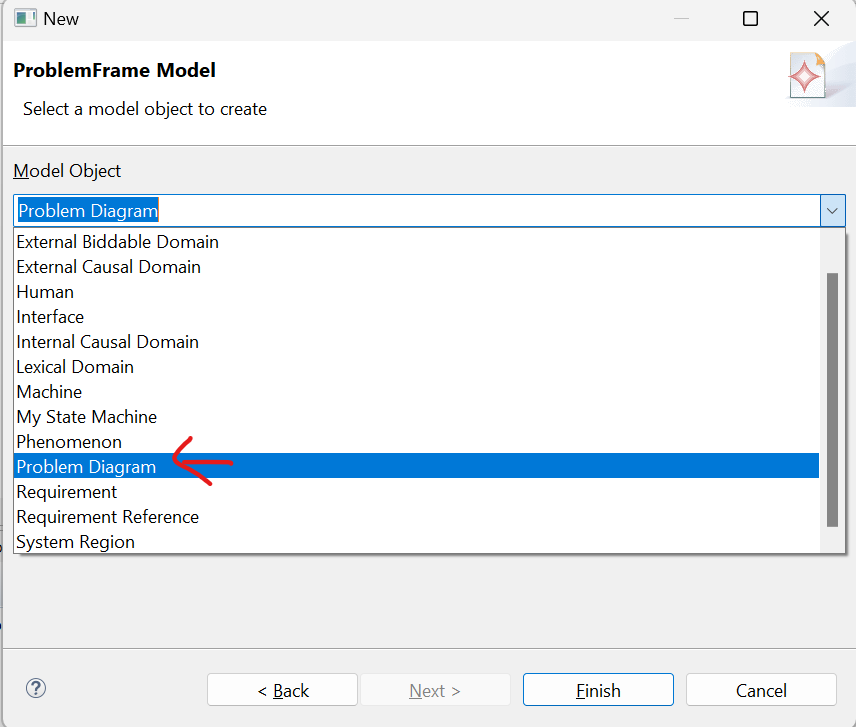 New
ProblemFrame Model
Select a model object to create
Model Object
Problem Diagram
External Biddable Domain
External Causal Domain
Human
Interface
Internal Causal Domain
Lexical Domain
Machine
My State Machine
Phenomenon
Problem Diagram
Requirement
Requirement Reference
System Region
? < Back Next > Finish Cancel